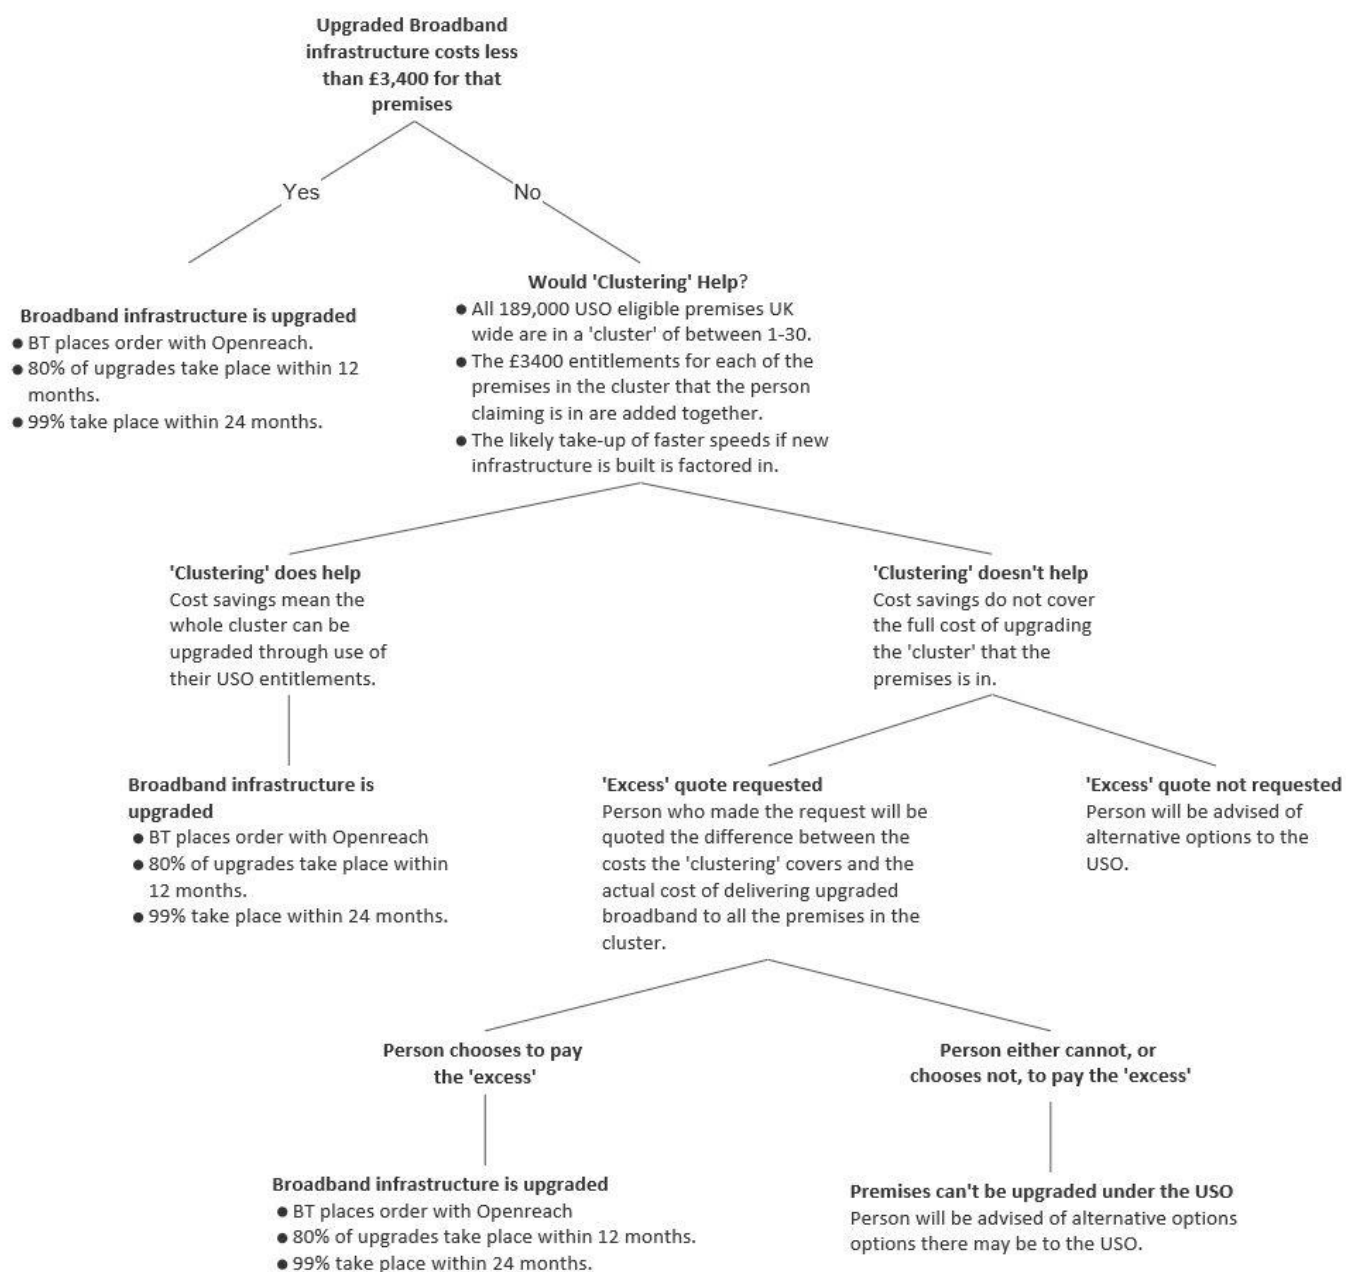 Upgraded Broadband
infrastructure costs less
than £3,400 for that
premises
Yes
No
Broadband infrastructure is upgraded
● BT places order with Openreach.
● 80% of upgrades take place within 12
months.
● 99% take place within 24 months.
Would 'Clustering' Help?
● All 189,000 USO eligible premises UK
wide are in a 'cluster' of between 1-30.
● The £3400 entitlements for each of the
premises in the cluster that the person
claiming is in are added together.
● The likely take-up of faster speeds if new
infrastructure is built is factored in.
'Clustering' does help
Cost savings mean the
whole cluster can be
upgraded through use of
their USO entitlements.
'Clustering' doesn't help
Cost savings do not cover
the full cost of upgrading
the 'cluster' that the
premises is in.
Broadband infrastructure is
upgraded
● BT places order with Openreach
● 80% of upgrades take place within
12 months.
● 99% take place within 24 months.
'Excess' quote requested
Person who made the request will be
quoted the difference between the
costs the 'clustering' covers and the
actual cost of delivering upgraded
broadband to all the premises in the
cluster.
'Excess' quote not requested
Person will be advised of
alternative options to the
USO.
Person chooses to pay
the 'excess'
Person either cannot, or
chooses not, to pay the 'excess'
Broadband infrastructure is upgraded
● BT places order with Openreach
● 80% of upgrades take place within 12 months.
● 99% take place within 24 months.
Premises can't be upgraded under the USO
Person will be advised of alternative options
options there may be to the USO.